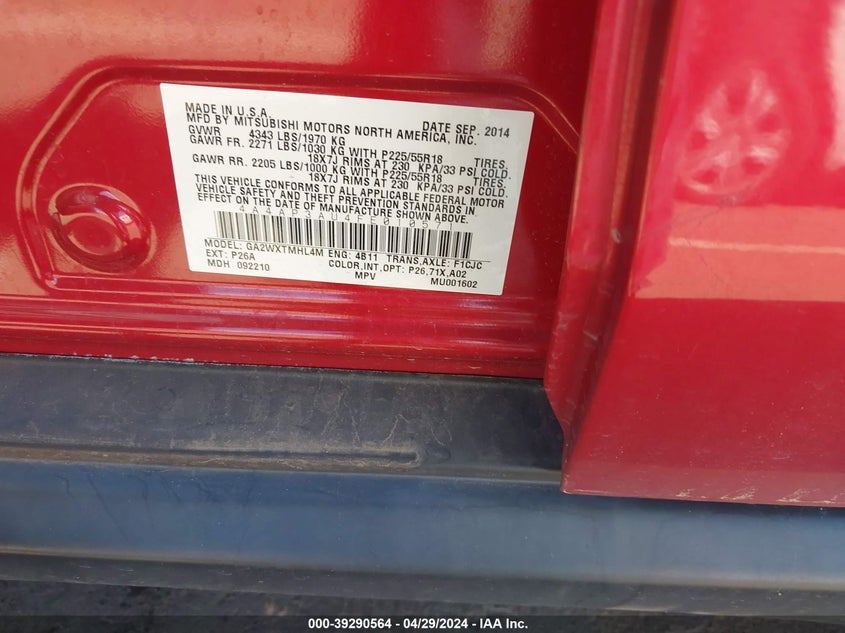 MADE IN U.S.A. DATE SEP. 2014
MFD BY MITSUBISHI MOTORS NORTH AMERICA, INC.
GVWR 4343 LBS/1970 KG
GAWR FR. 2271 LBS/1030 KG WITH P225/55R18 TIRES.
18X7J RIMS AT 230 KPA/33 PSI COLD.
GAWR RR. 2205 LBS/1000 KG WITH P225/55R18 TIRES.
18X7J RIMS AT 230 KPA/33 PSI COLD.
THIS VEHICLE CONFORMS TO ALL APPLICABLE FEDERAL MOTOR
VEHICLE SAFETY AND THEFT PREVENTION STANDARDS IN
EFFECT ON THE DATE OF MANUFACTURE SHOWN ABOVE.
4A4AP3AU4FE010571
MODEL: GA2WXTMHL4M ENG: 4B11 TRANS,AXLE: F1CJC
EXT: P26A COLOR,INT,OPT: P26,71X,A02
MDH 092210 MPV MU001602
000-39290564 - 04/29/2024 - IAA Inc.